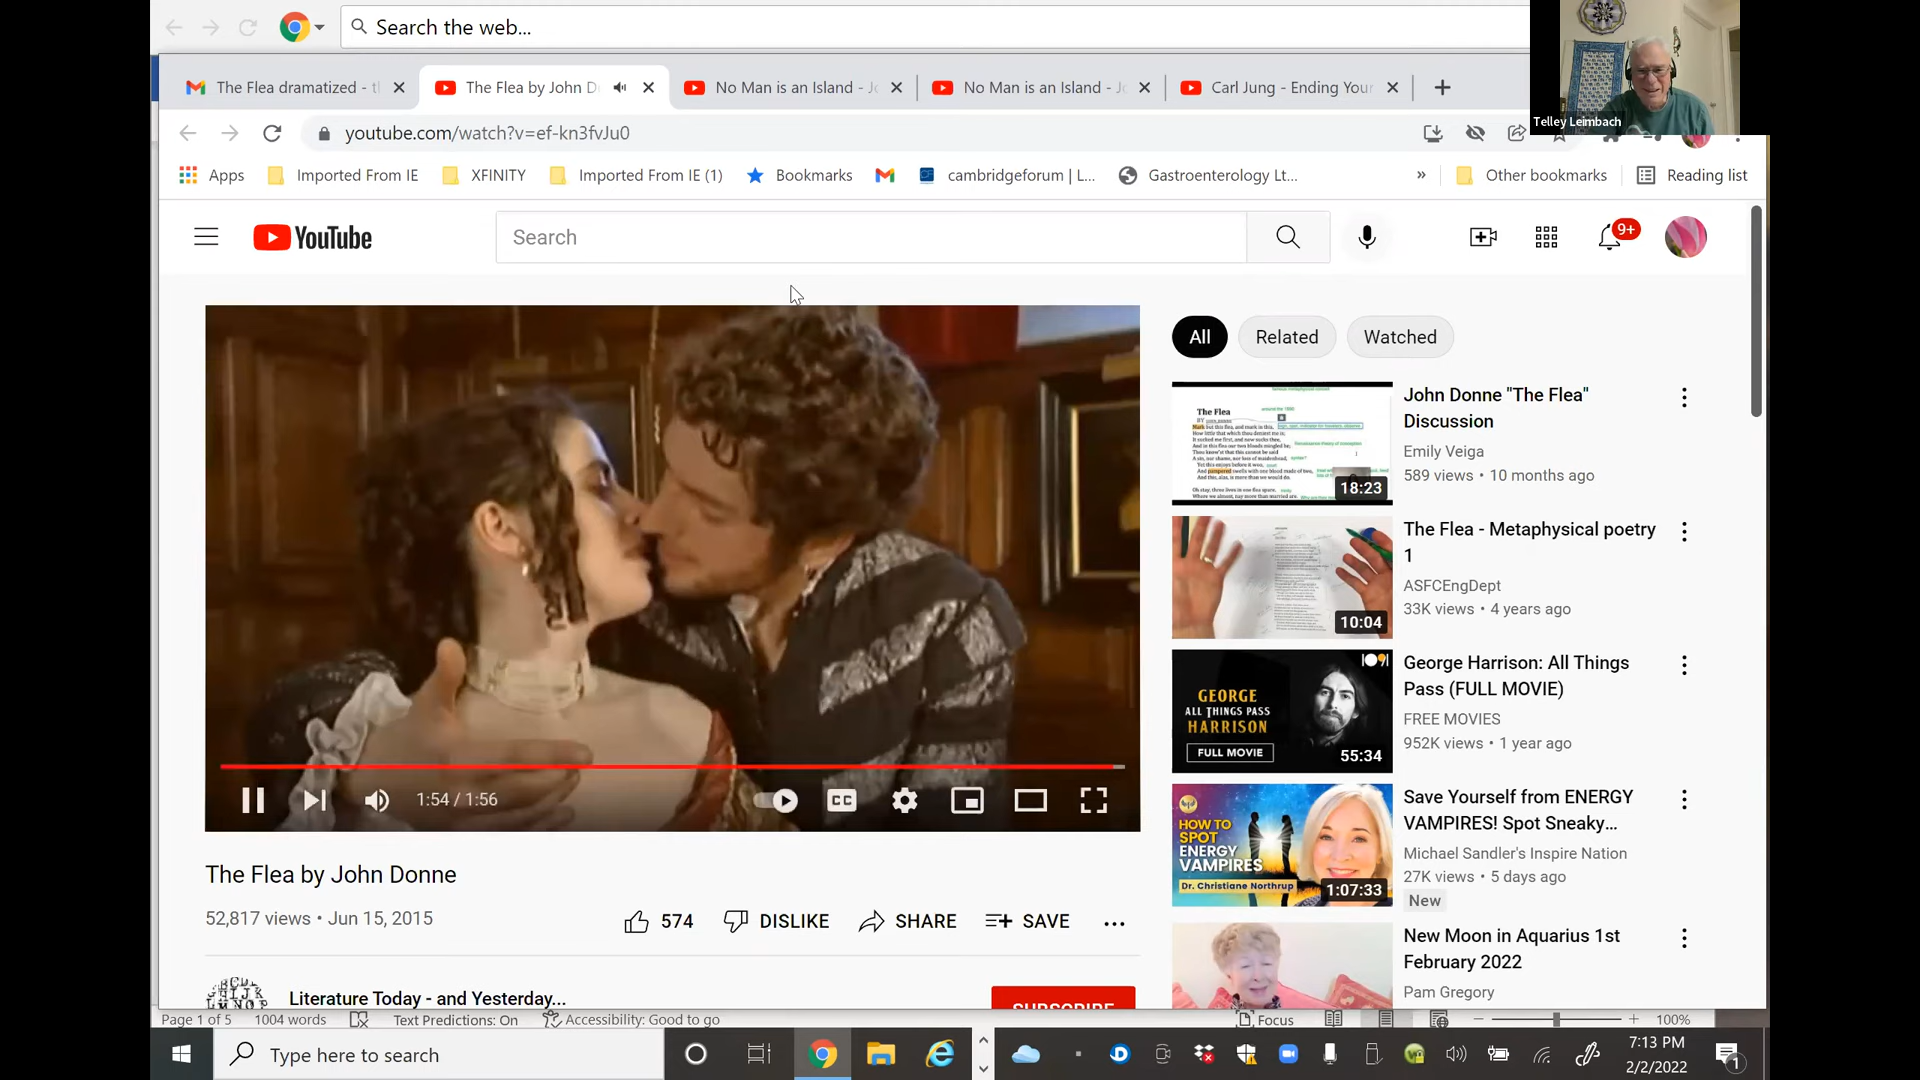 Search the web...
Telley Leimbach
The Flea dramatized - t
The Flea by John D
No Man is an Island - Jo
No Man is an Island - Jo
Carl Jung - Ending Your
youtube.com/watch?v=ef-kn3fvJu0
Apps
Imported From IE
XFINITY
Imported From IE (1)
Bookmarks
cambridgeforum | L...
Gastroenterology Lt...
»
Other bookmarks
Reading list
YouTube
Search
9+
All
Related
Watched
The Flea
18:23
John Donne "The Flea"
Discussion
Emily Veiga
589 views • 10 months ago
10:04
The Flea - Metaphysical poetry
1
ASFCEngDept
33K views • 4 years ago
GEORGE
ALL THINGS PASS
HARRISON
FULL MOVIE
55:34
George Harrison: All Things
Pass (FULL MOVIE)
FREE MOVIES
952K views • 1 year ago
HOW TO
SPOT
ENERGY
VAMPIRES
Dr. Christiane Northrup
1:07:33
Save Yourself from ENERGY
VAMPIRES! Spot Sneaky...
Michael Sandler's Inspire Nation
27K views • 5 days ago
New
New Moon in Aquarius 1st
February 2022
Pam Gregory
1:54 / 1:56
CC
The Flea by John Donne
52,817 views • Jun 15, 2015
574
DISLIKE
SHARE
SAVE
Literature Today - and Yesterday...
SUBSCRIBE
Page 1 of 5
1004 words
Text Predictions: On
Accessibility: Good to go
Focus
100%
Type here to search
7:13 PM
2/2/2022
1